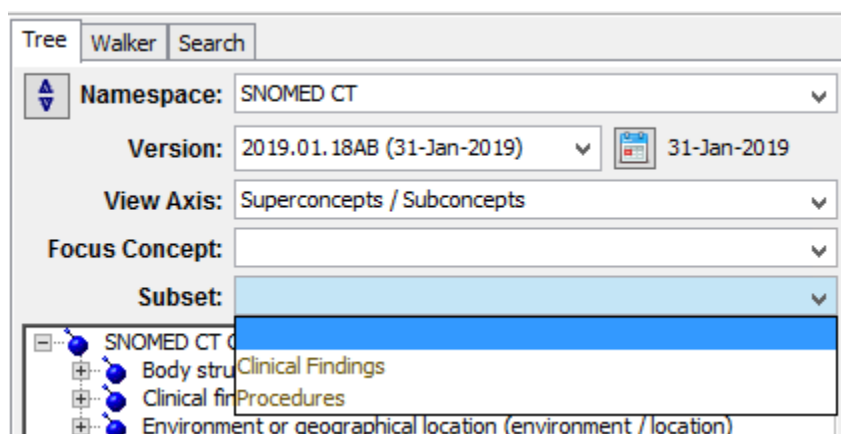 Tree Walker Search
Namespace: SNOMED CT
Version: 2019.01.18AB (31-Jan-2019) 31-Jan-2019
View Axis: Superconcepts / Subconcepts
Focus Concept:
Subset:
SNOMED CT
Body stru
Clinical Findings
Clinical fin
Procedures
Environment or geographical location (environment / location)